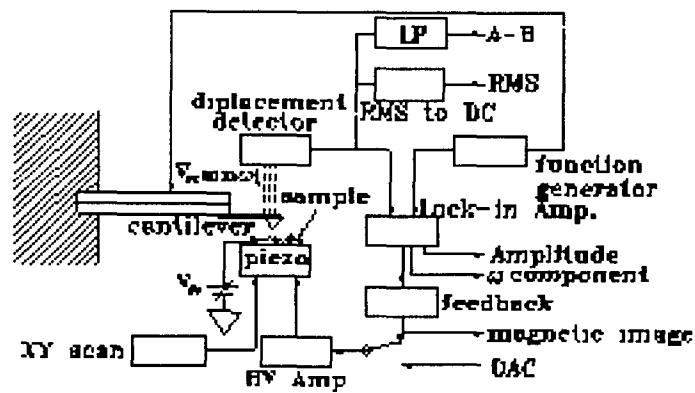 LP
A-B
RMS
RMS to DC
diplacement
detector
function
generator
sample
Lock-in Amp.
cantilever
piezo
Amplitude
ω component
feedback
magnetic image
XY scan
HV Amp
DAC